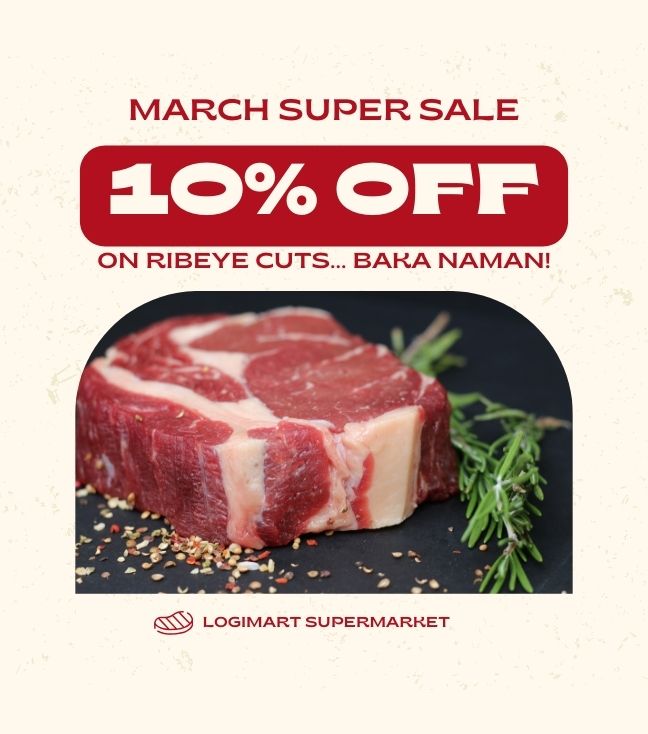 MARCH SUPER SALE
10% OFF
ON RIBEYE CUTS... BAKA NAMAN!
LOGIMART SUPERMARKET